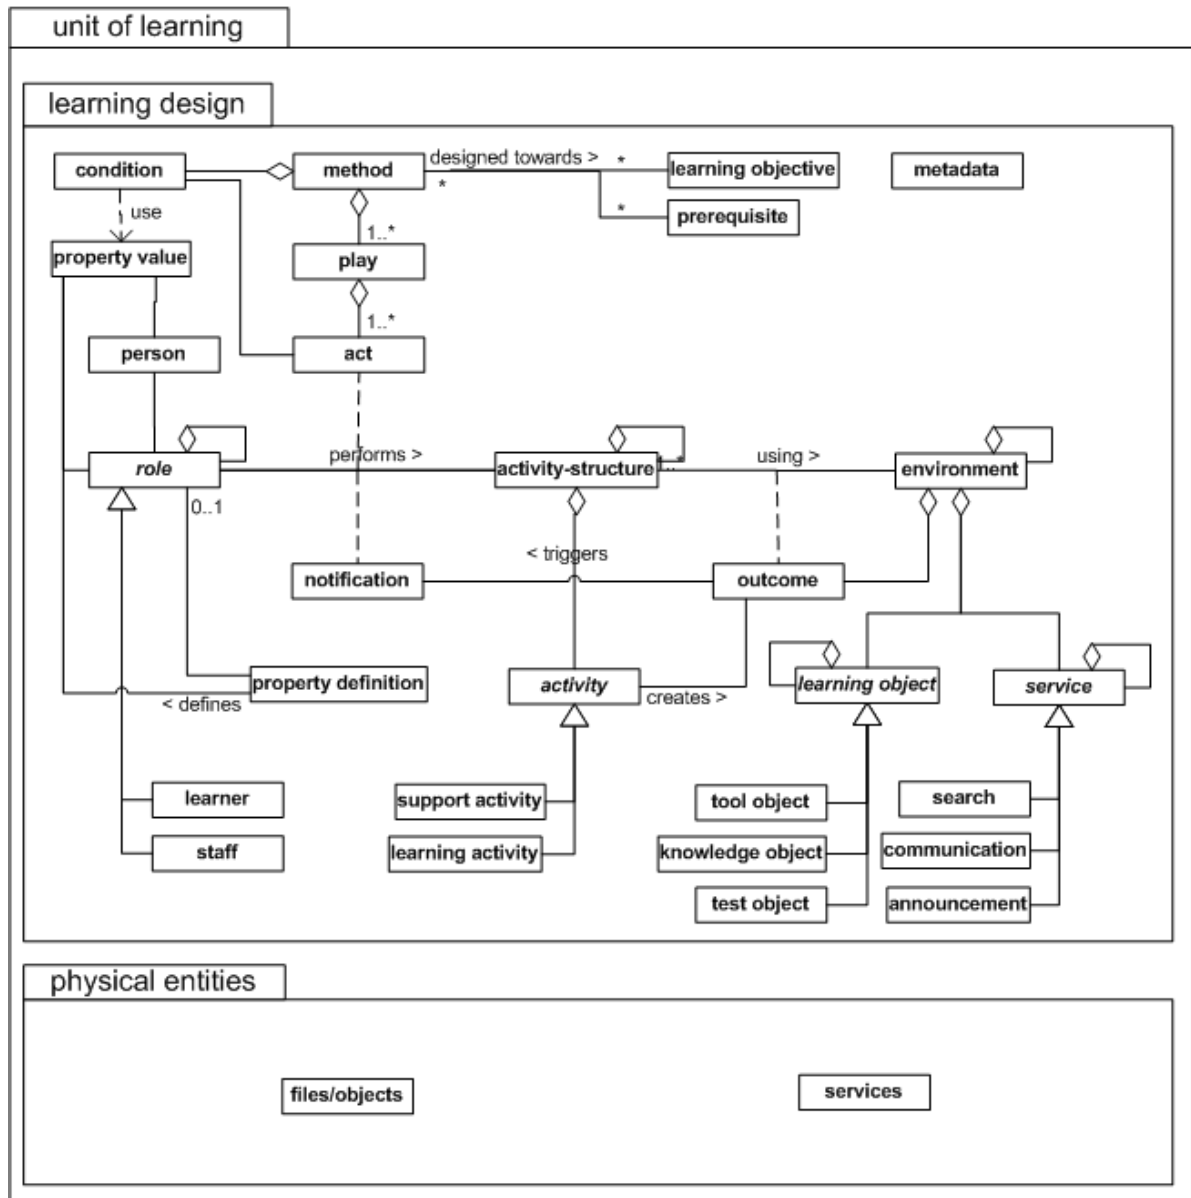 unit of learning
learning design
condition
method
designed towards >
*
*
learning objective
metadata
use
*
prerequisite
property value
1..*
play
1..*
person
act
role
performs >
activity-structure
1..*
using >
environment
0..1
< triggers
notification
outcome
property definition
< defines
activity
creates >
learning object
service
learner
support activity
tool object
search
staff
learning activity
knowledge object
communication
test object
announcement
physical entities
files/objects
services